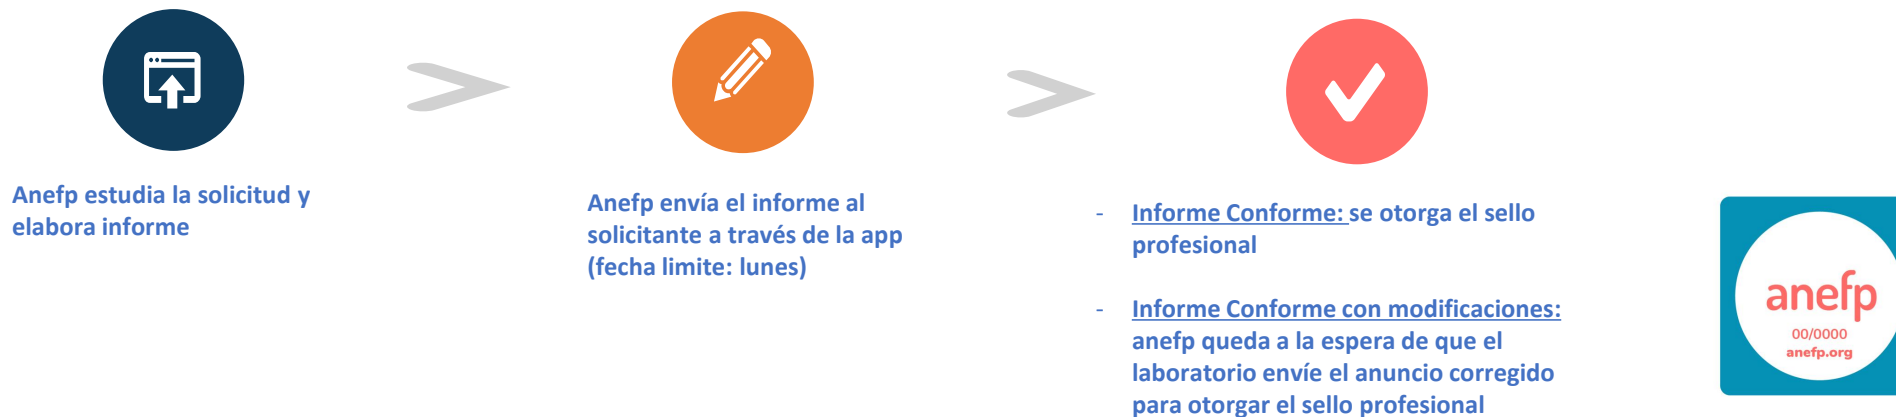 Anefp estudia la solicitud y
elabora informe
Anefp envía el informe al
solicitante a través de la app
(fecha limite: lunes)
- Informe Conforme: se otorga el sello
profesional
- Informe Conforme con modificaciones:
anefp queda a la espera de que el
laboratorio envíe el anuncio corregido
para otorgar el sello profesional
anefp
00/0000
anefp.org